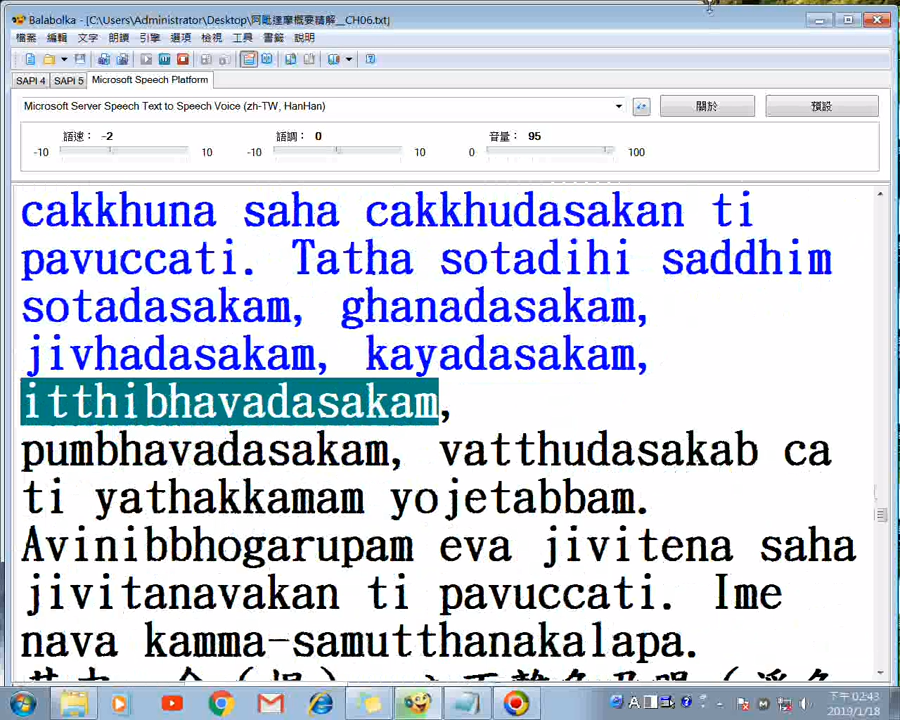 Balabolka - [C:\Users\Administrator\Desktop\阿毗達摩概要精解__CH06.txt]
檔案 編輯 文字 朗讀 引擎 選項 檢視 工具 書籤 說明
SAPI 4 SAPI 5 Microsoft Speech Platform
Microsoft Server Speech Text to Speech Voice (zh-TW, HanHan) 關於 預設
語速： -2 語調： 0 音量： 95
-10 10 -10 10 0 100
cakkhuna saha cakkhudasakan ti
pavuccati. Tatha sotadihi saddhim
sotadasakam, ghanadasakam,
jivhadasakam, kayadasakam,
itthibhavadasakam,
pumbhavadasakam, vatthudasakab ca
ti yathakkamam yojetabbam.
Avinibbhogarupam eva jivitena saha
jivitanavakan ti pavuccati. Ime
nava kamma-samutthanakalapa.
下午 02:43
2019/1/18